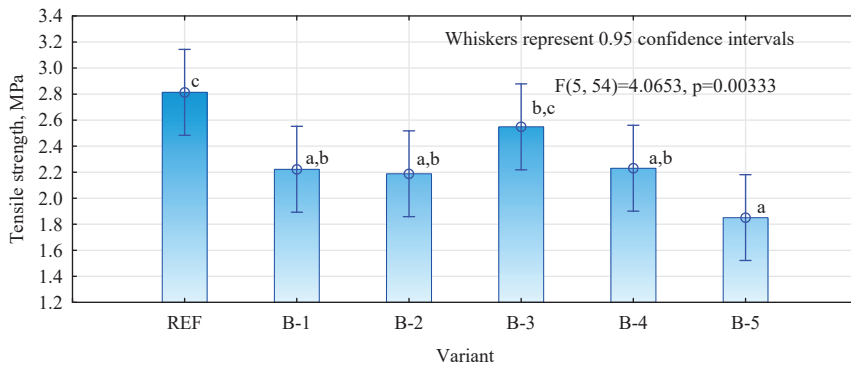 3.4
3.2
3.0
2.8
2.6
2.4
2.2
2.0
1.8
1.6
1.4
1.2
Tensile strength, MPa
Whiskers represent 0.95 confidence intervals
F(5, 54)=4.0653, p=0.00333
c
a,b
a,b
b,c
a,b
a
REF B-1 B-2 B-3 B-4 B-5
Variant